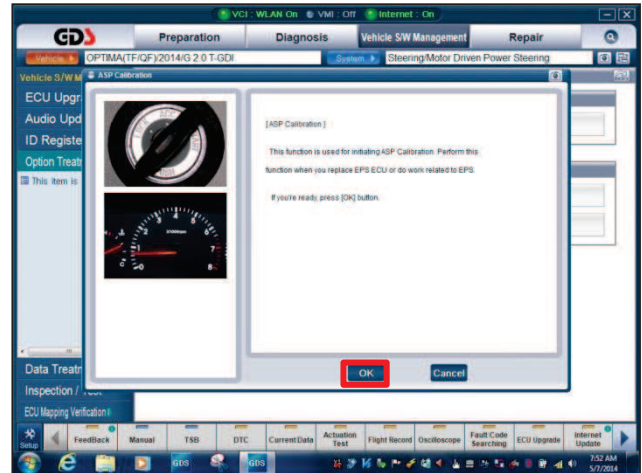 VCI : WLAN On VMI : Off Internet : On
GDS
Preparation
Diagnosis
Vehicle S/W Management
Repair
Vehicle
OPTIMA(TF/QF)/2014/G 2.0 T-GDI
System
Steering/Motor Driven Power Steering
Vehicle S/W M
ASP Calibration
ECU Upgr
Audio Upd
ID Registe
Option Treatm
This item is
[ ASP Calibration ]
This function is used for initiating ASP Calibration. Perform this
function when you replace EPS ECU or do work related to EPS.
If you're ready, press [OK] button.
OK
Cancel
Data Treatm
Inspection /
ECU Mapping Verification
Setup
FeedBack
Manual
TSB
DTC
Current Data
Actuation
Test
Flight Record
Oscilloscope
Fault Code
Searching
ECU Upgrade
Internet
Update
GDS
GDS
7:52 AM
5/7/2014